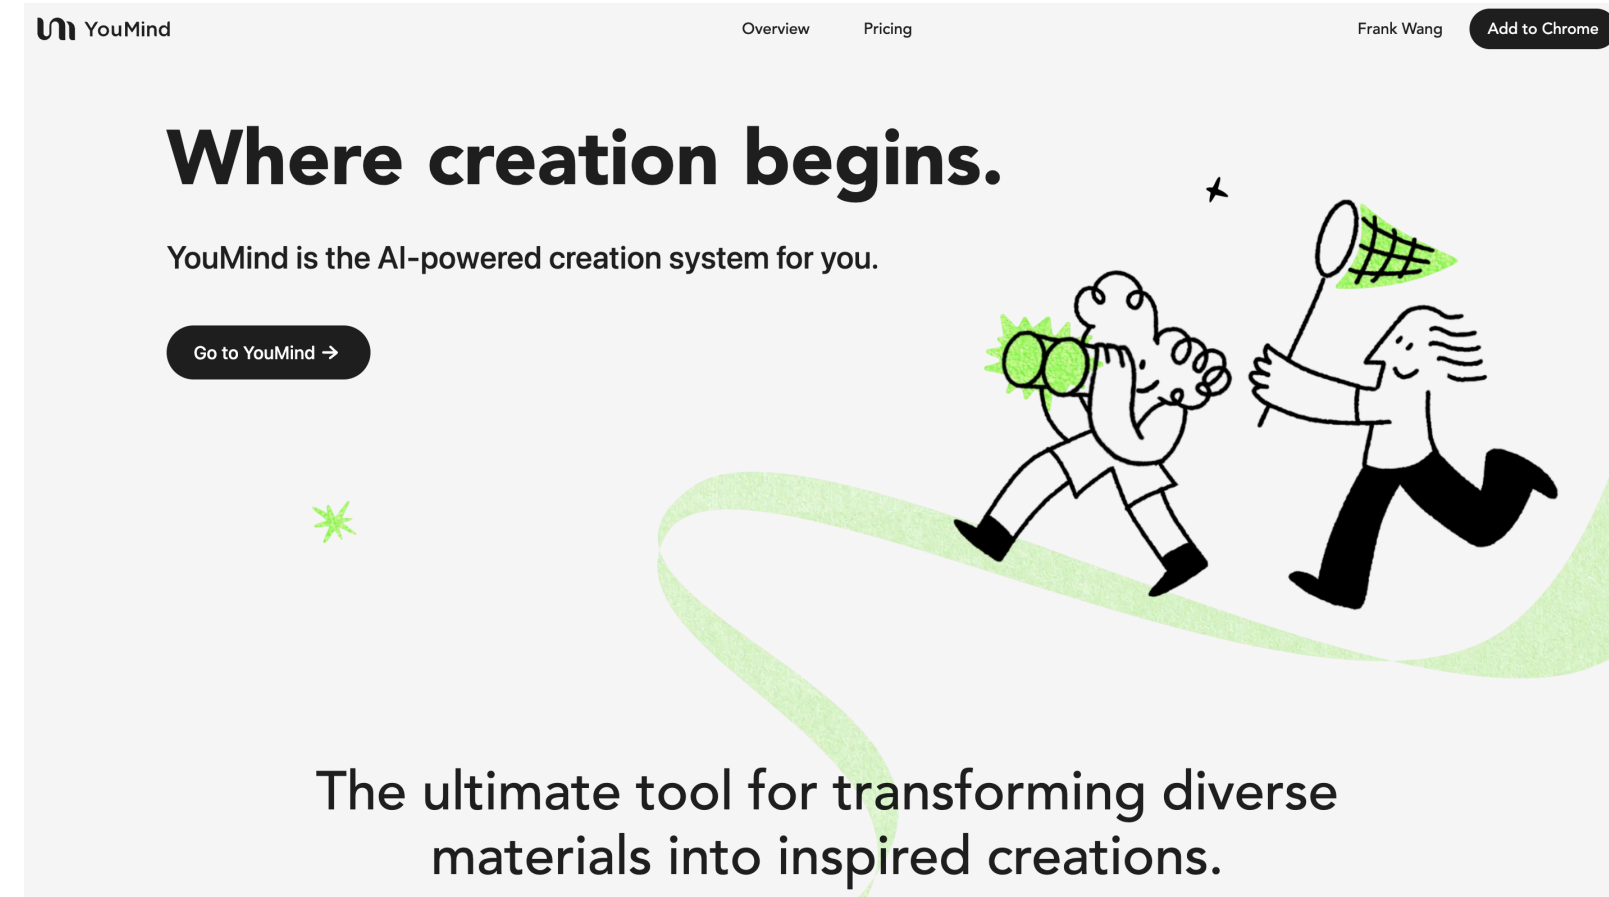 YouMind
Overview
Pricing
Frank Wang
Add to Chrome
Where creation begins.
YouMind is the AI-powered creation system for you.
Go to YouMind →
The ultimate tool for transforming diverse
materials into inspired creations.